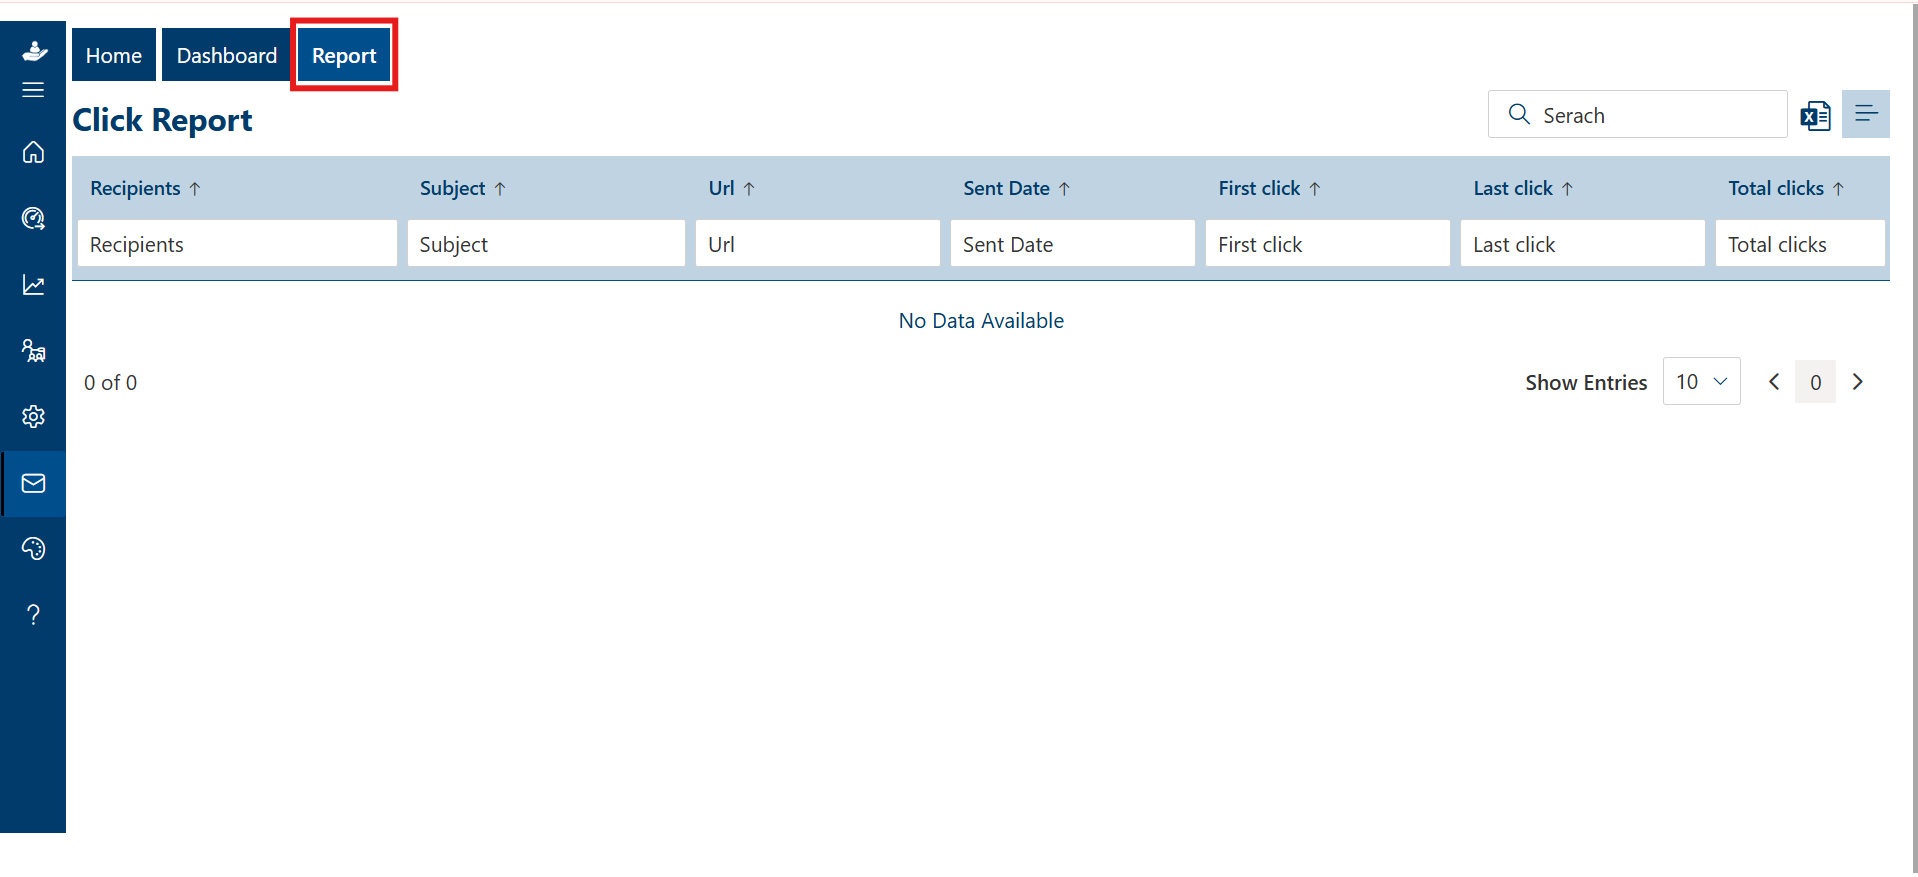 Home Dashboard Report
Click Report
Serach
Recipients Subject Url Sent Date First click Last click Total clicks
Recipients Subject Url Sent Date First click Last click Total clicks
No Data Available
0 of 0 Show Entries 10 0